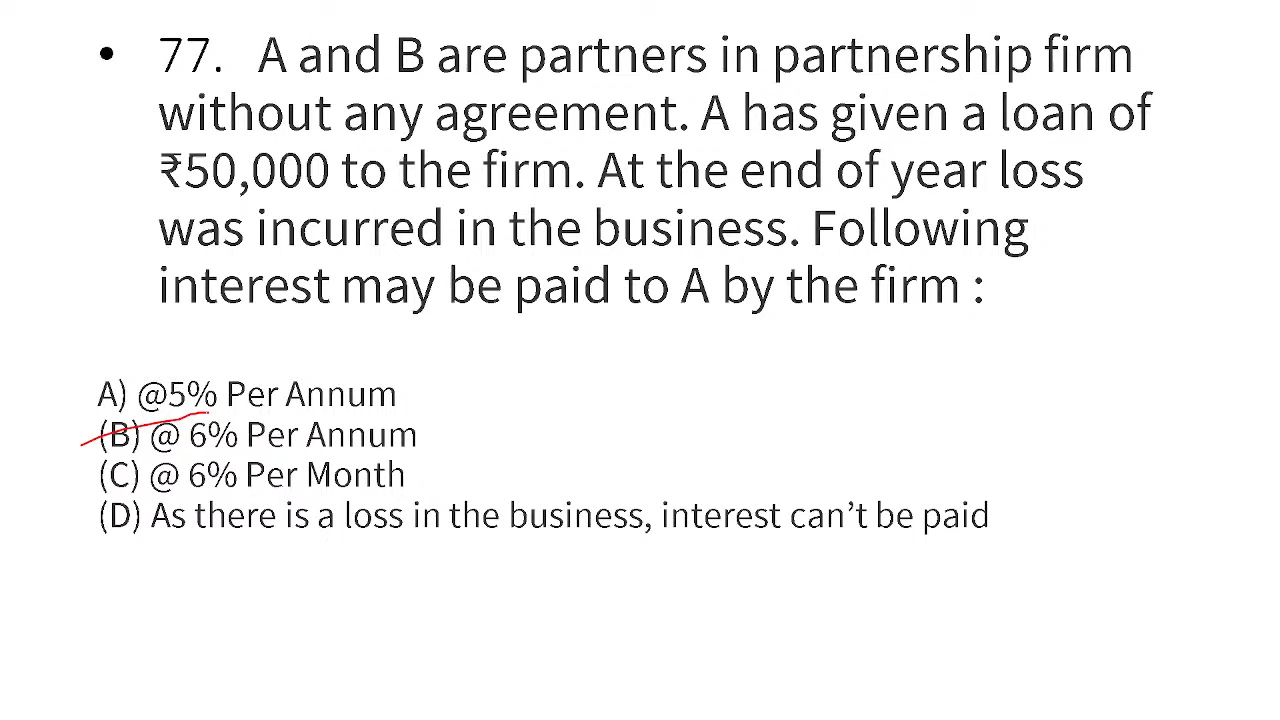 • 77. A and B are partners in partnership firm
without any agreement. A has given a loan of
₹50,000 to the firm. At the end of year loss
was incurred in the business. Following
interest may be paid to A by the firm :
A) @5% Per Annum
(B) @ 6% Per Annum
(C) @ 6% Per Month
(D) As there is a loss in the business, interest can’t be paid